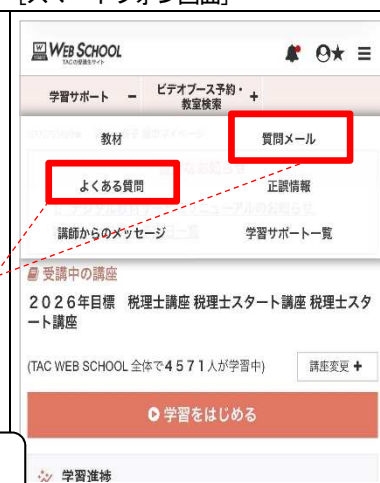 [スマートフォン画面]
WEB SCHOOL
TACの受講生サイト
学習サポート － ビデオブース予約・教室検索 ＋
教材 質問メール
よくある質問 正誤情報
講師からのメッセージ 学習サポート一覧
受講中の講座
２０２６年目標　税理士講座 税理士スタート講座 税理士スタ
ート講座
(TAC WEB SCHOOL 全体で４５７１人が学習中) 講座変更 ＋
学習をはじめる
学習進捗